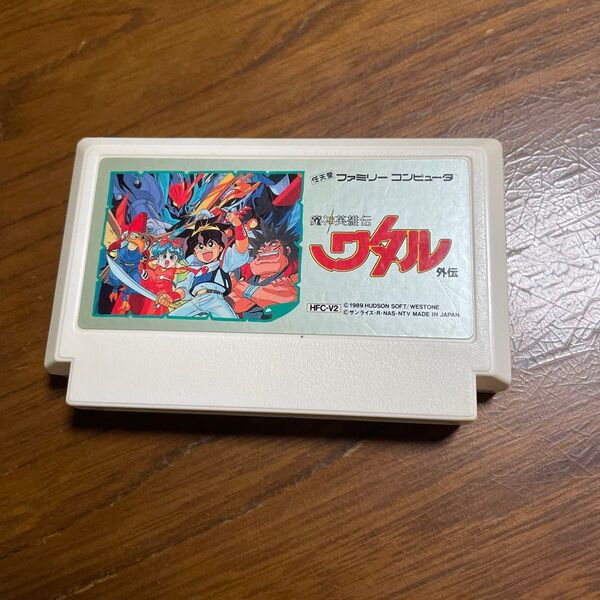 任天堂 ファミリー コンピュータ
魔神英雄伝
ワタル
外伝
HFC-V2
© 1989 HUDSON SOFT/WESTONE
© サンライズ・R・NAS・NTV MADE IN JAPAN